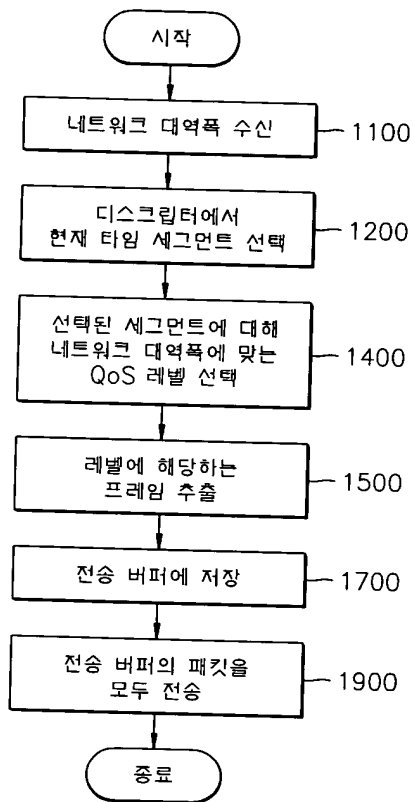 시작
네트워크 대역폭 수신
1100
디스크립터에서
현재 타임 세그먼트 선택
1200
선택된 세그먼트에 대해
네트워크 대역폭에 맞는
QoS 레벨 선택
1400
레벨에 해당하는
프레임 추출
1500
전송 버퍼에 저장
1700
전송 버퍼의 패킷을
모두 전송
1900
종료